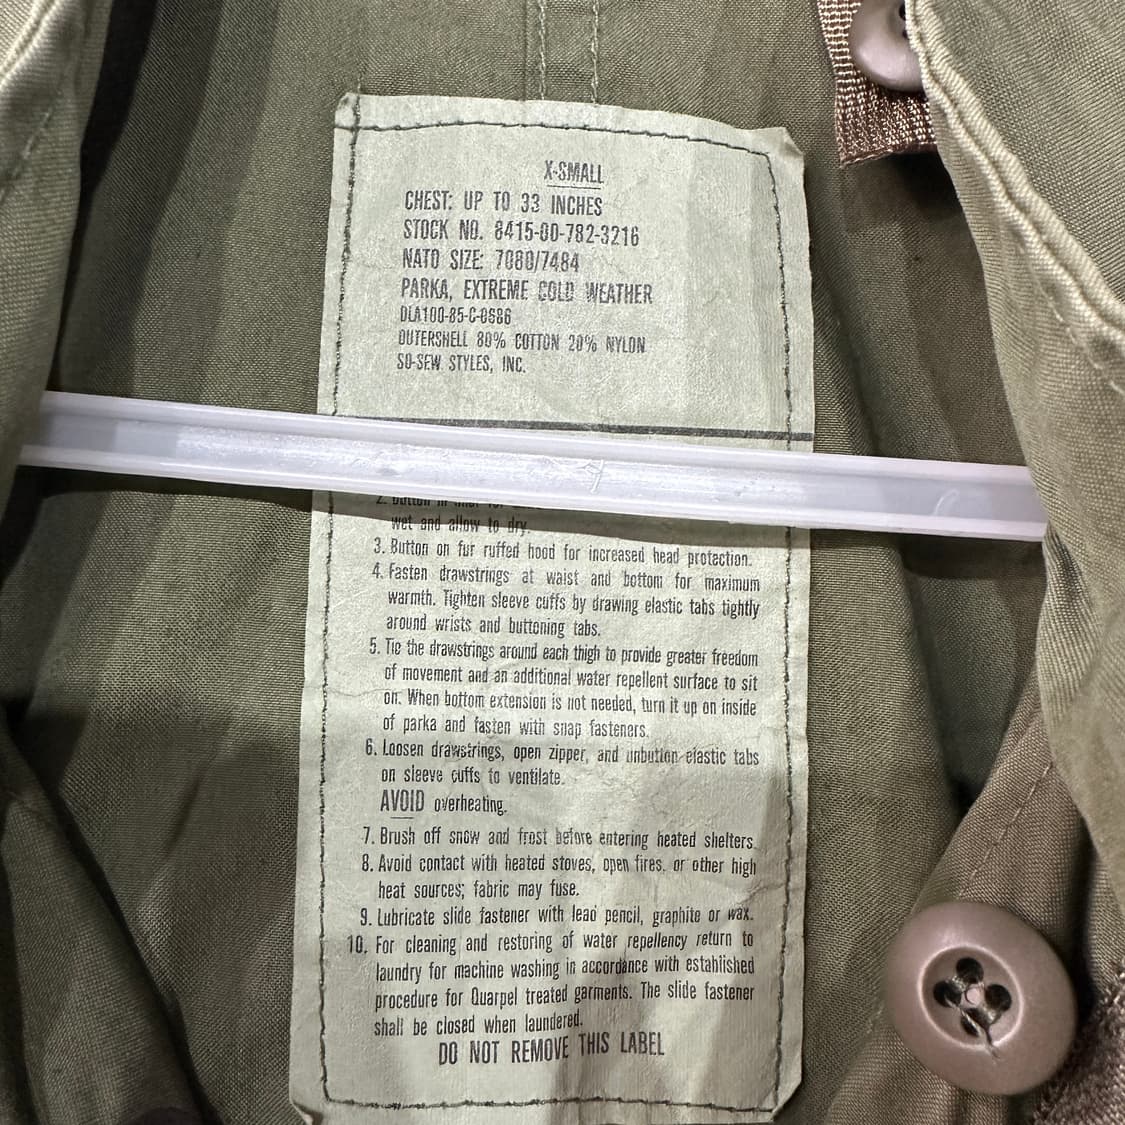 X-SMALL
CHEST: UP TO 33 INCHES
STOCK NO. 8415-00-782-3216
NATO SIZE: 7080/7484
PARKA, EXTREME COLD WEATHER
DLA100-85-C-0686
OUTERSHELL 80% COTTON 20% NYLON
SO-SEW STYLES, INC.
2. Button in liner for
wet and allow to dry.
3. Button on fur ruffed hood for increased head protection.
4. Fasten drawstrings at waist and bottom for maximum
warmth. Tighten sleeve cuffs by drawing elastic tabs tightly
around wrists and buttoning tabs.
5. Tie the drawstrings around each thigh to provide greater freedom
of movement and an additional water repellent surface to sit
on. When bottom extension is not needed, turn it up on inside
of parka and fasten with snap fasteners.
6. Loosen drawstrings, open zipper, and unbutton elastic tabs
on sleeve cuffs to ventilate.
AVOID overheating.
7. Brush off snow and frost before entering heated shelters.
8. Avoid contact with heated stoves, open fires, or other high
heat sources; fabric may fuse.
9. Lubricate slide fastener with lead pencil, graphite or wax.
10. For cleaning and restoring of water repellency return to
laundry for machine washing in accordance with established
procedure for Quarpel treated garments. The slide fastener
shall be closed when laundered.
DO NOT REMOVE THIS LABEL